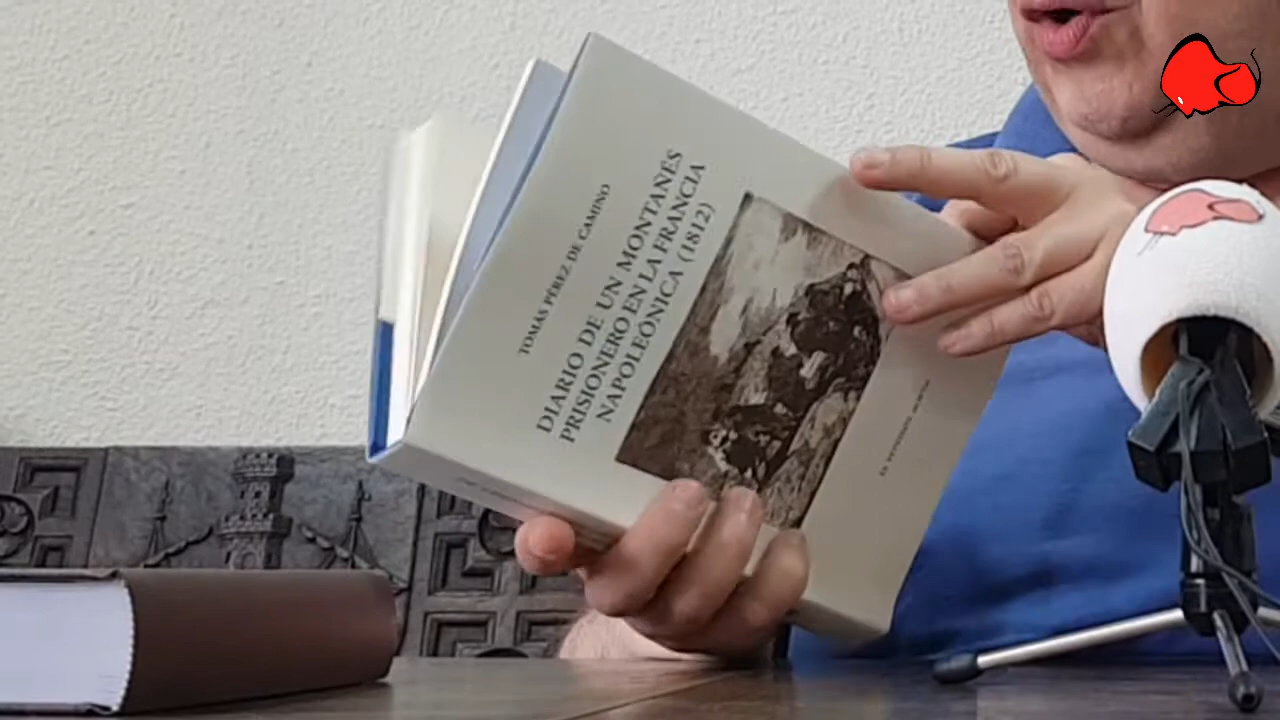 TOMÁS PÉREZ DE CAMINO
DIARIO DE UN MONTAÑÉS
PRISIONERO EN LA FRANCIA
NAPOLEÓNICA (1812)